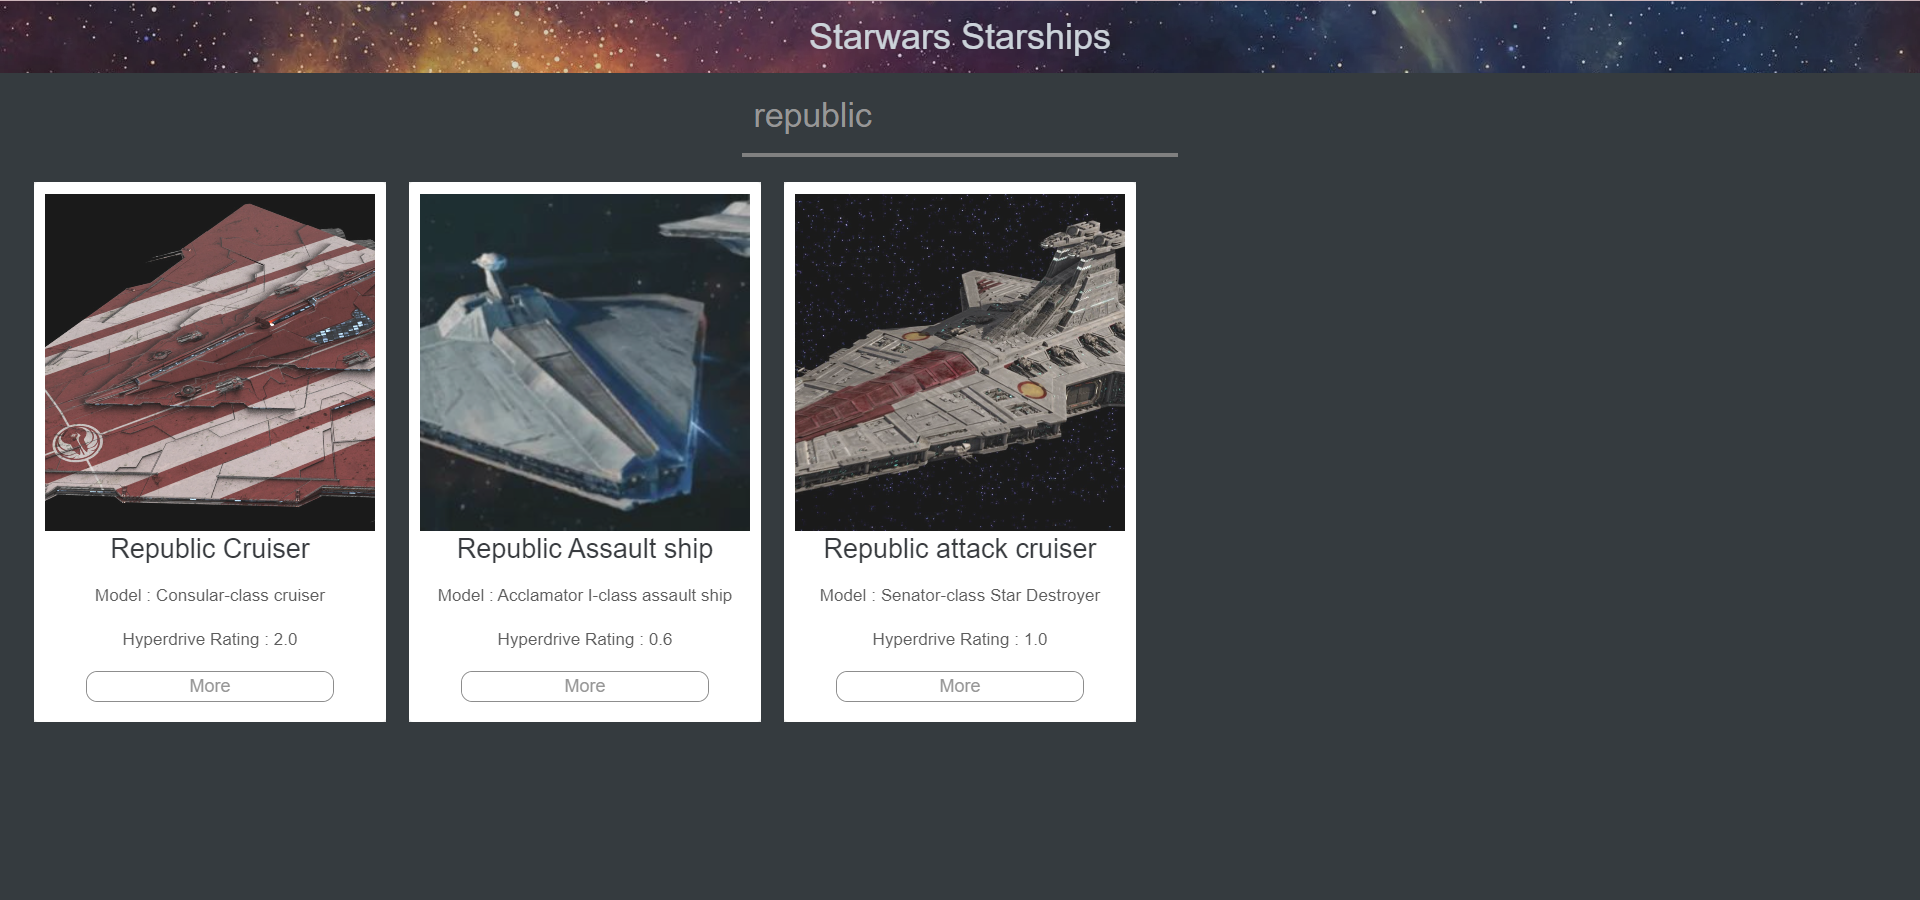 Starwars Starships
republic
Republic Cruiser
Model : Consular-class cruiser
Hyperdrive Rating : 2.0
More
Republic Assault ship
Model : Acclamator I-class assault ship
Hyperdrive Rating : 0.6
More
Republic attack cruiser
Model : Senator-class Star Destroyer
Hyperdrive Rating : 1.0
More